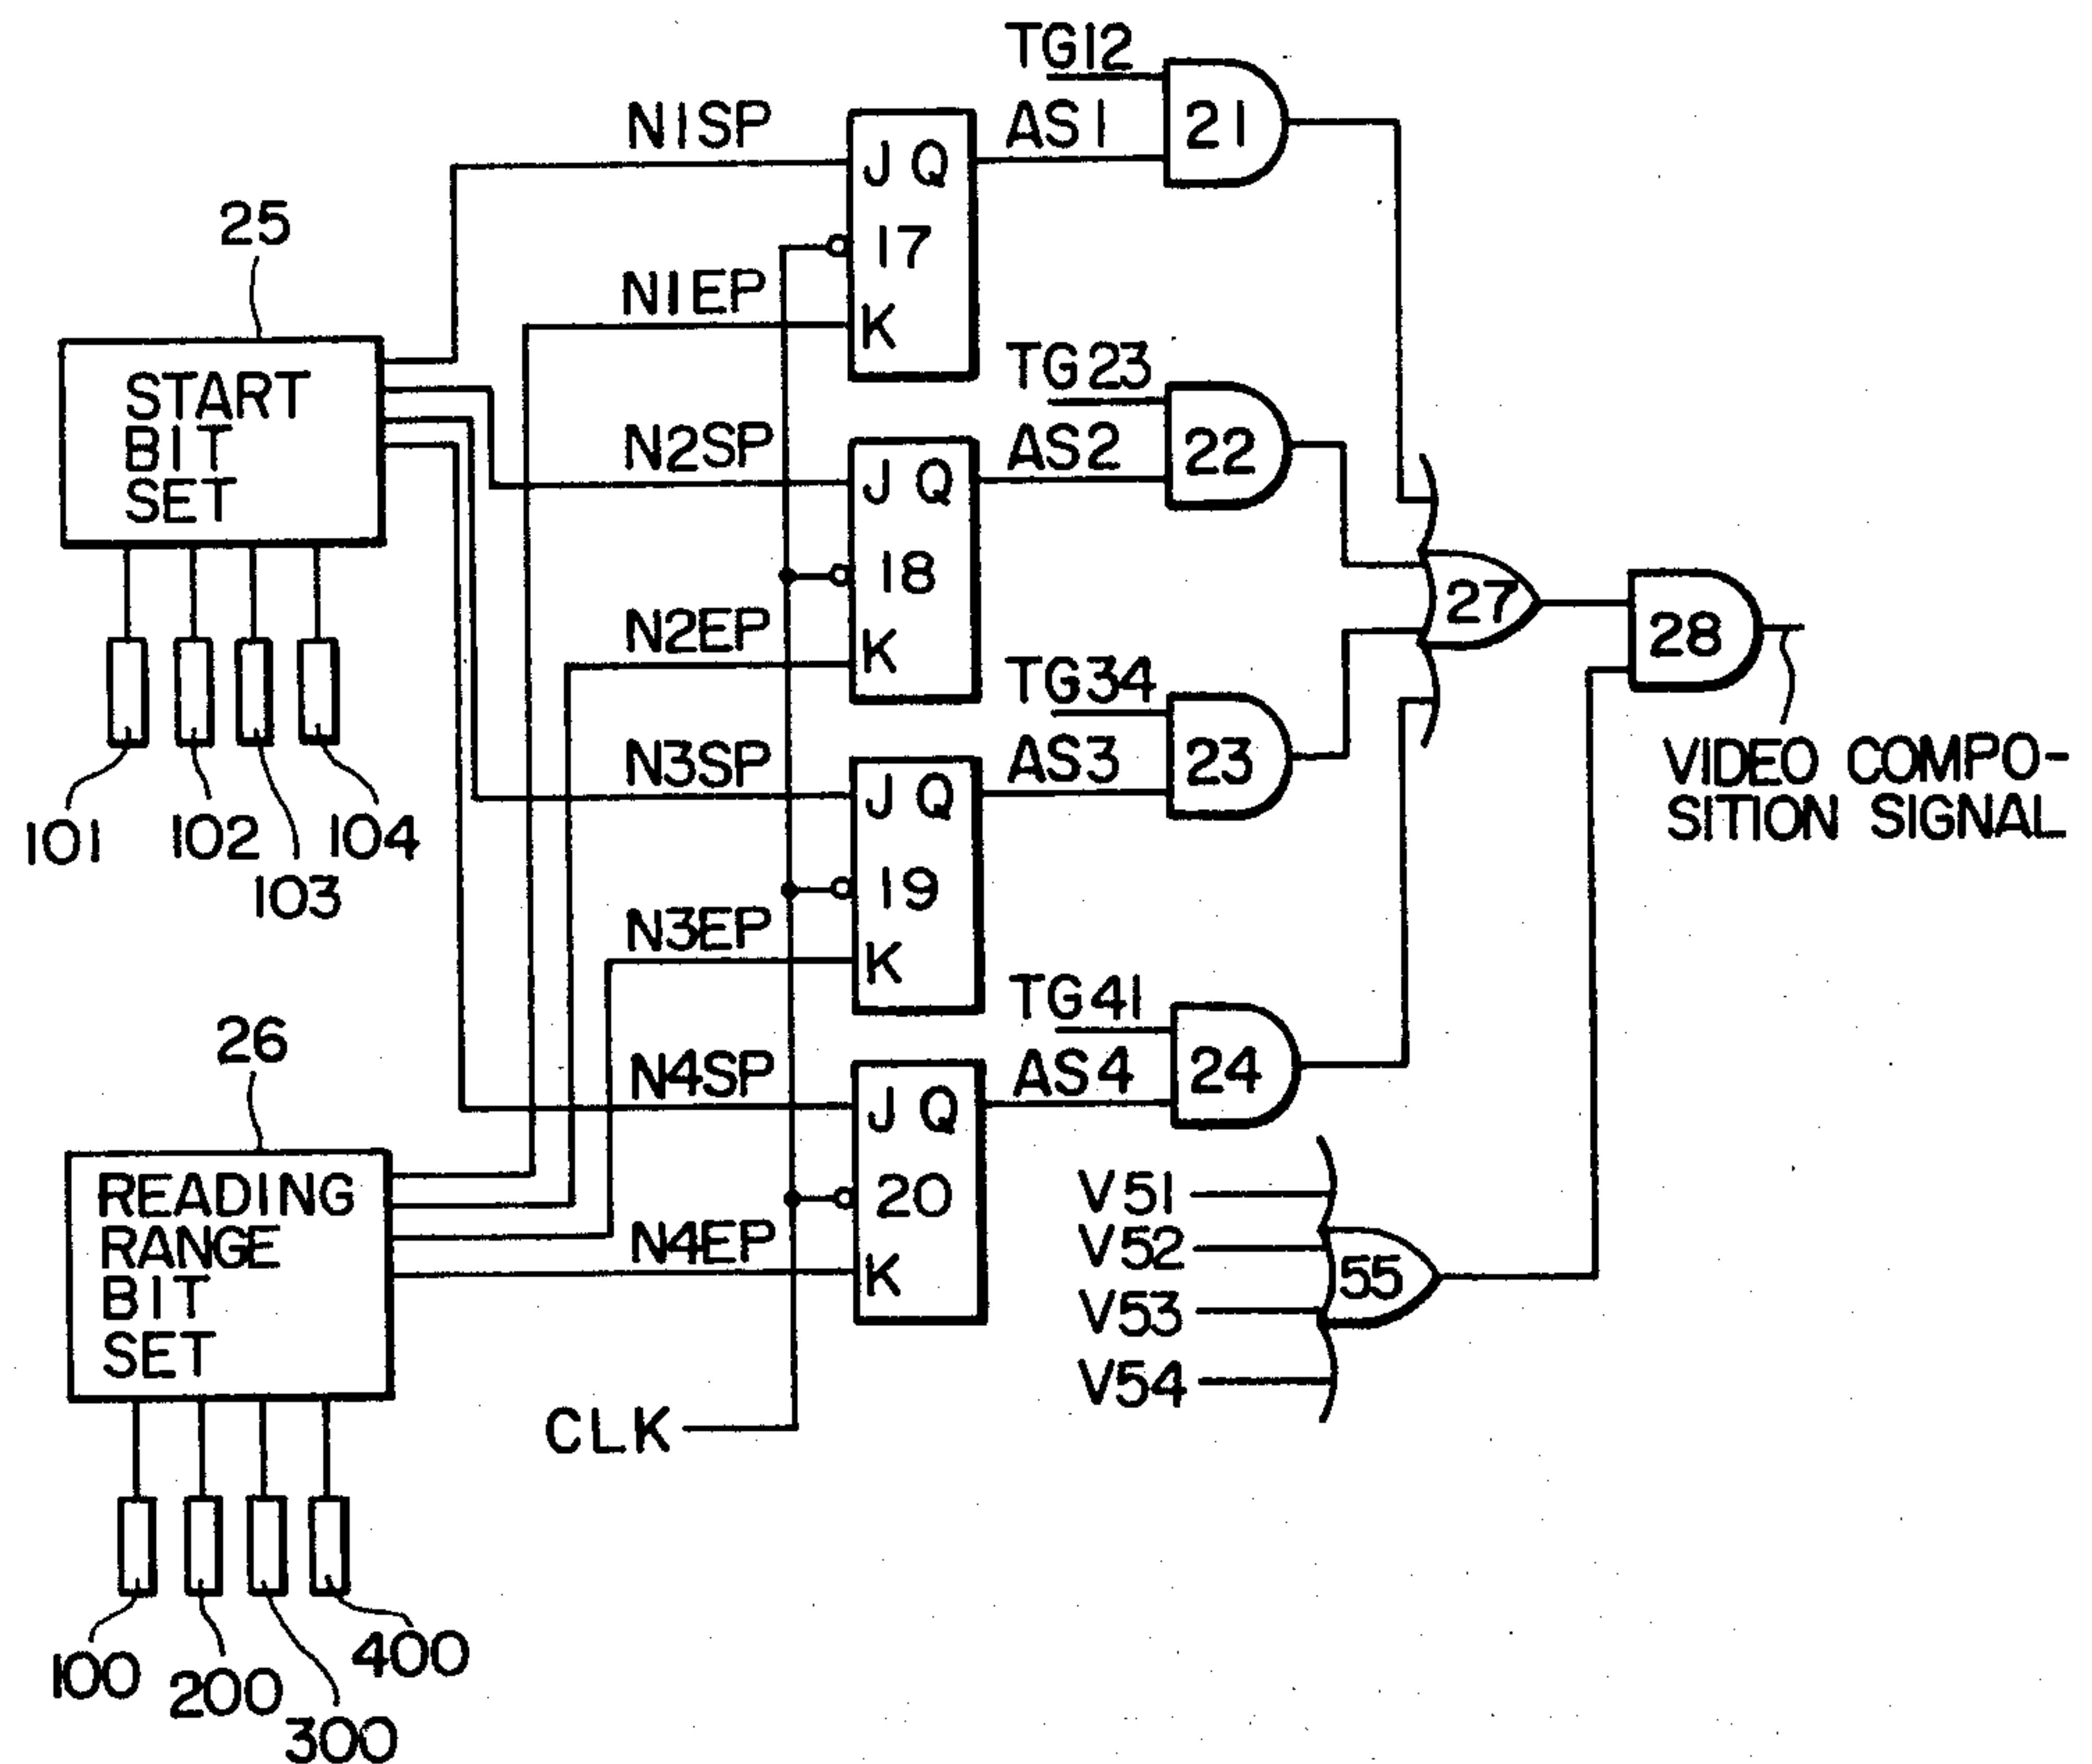 TG12
N1SP
AS1
21
J Q
25
17
N1EP
K
TG23
START
BIT
SET
N2SP
AS2
22
J Q
18
27
28
N2EP
K
TG34
N3SP
AS3
23
VIDEO COMPO-
SITION SIGNAL
J Q
101
102
104
103
19
N3EP
K
TG41
26
N4SP
AS4
24
J Q
READING
RANGE
BIT
SET
20
V51
N4EP
V52
K
55
V53
V54
CLK
100
200
300
400